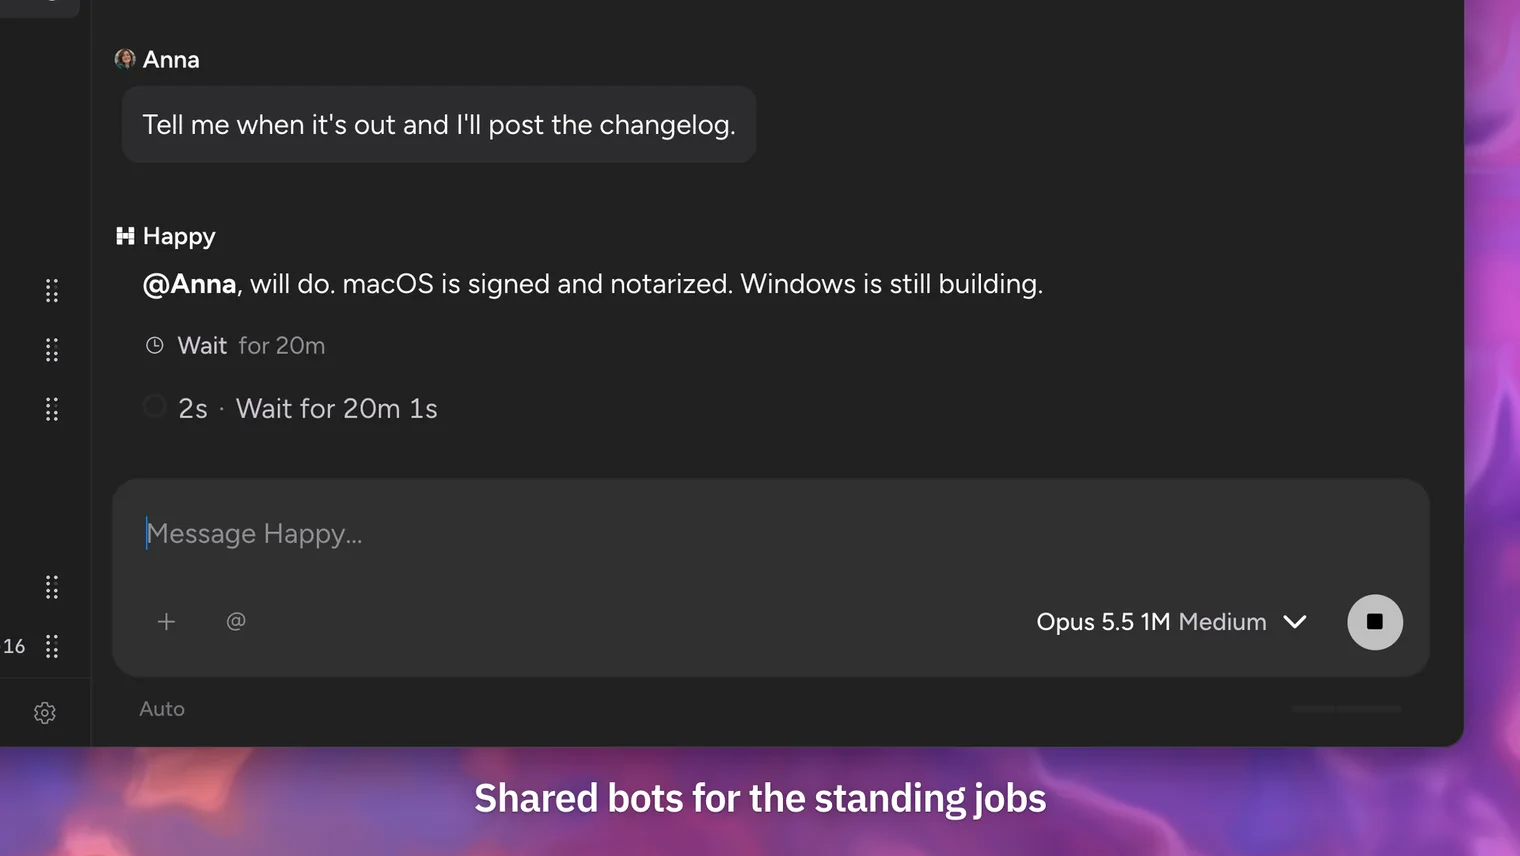 Anna
Tell me when it's out and I'll post the changelog.
Happy
@Anna, will do. macOS is signed and notarized. Windows is still building.
Wait for 20m
2s · Wait for 20m 1s
Message Happy...
@
Opus 5.5 1M Medium
16
Auto
Shared bots for the standing jobs